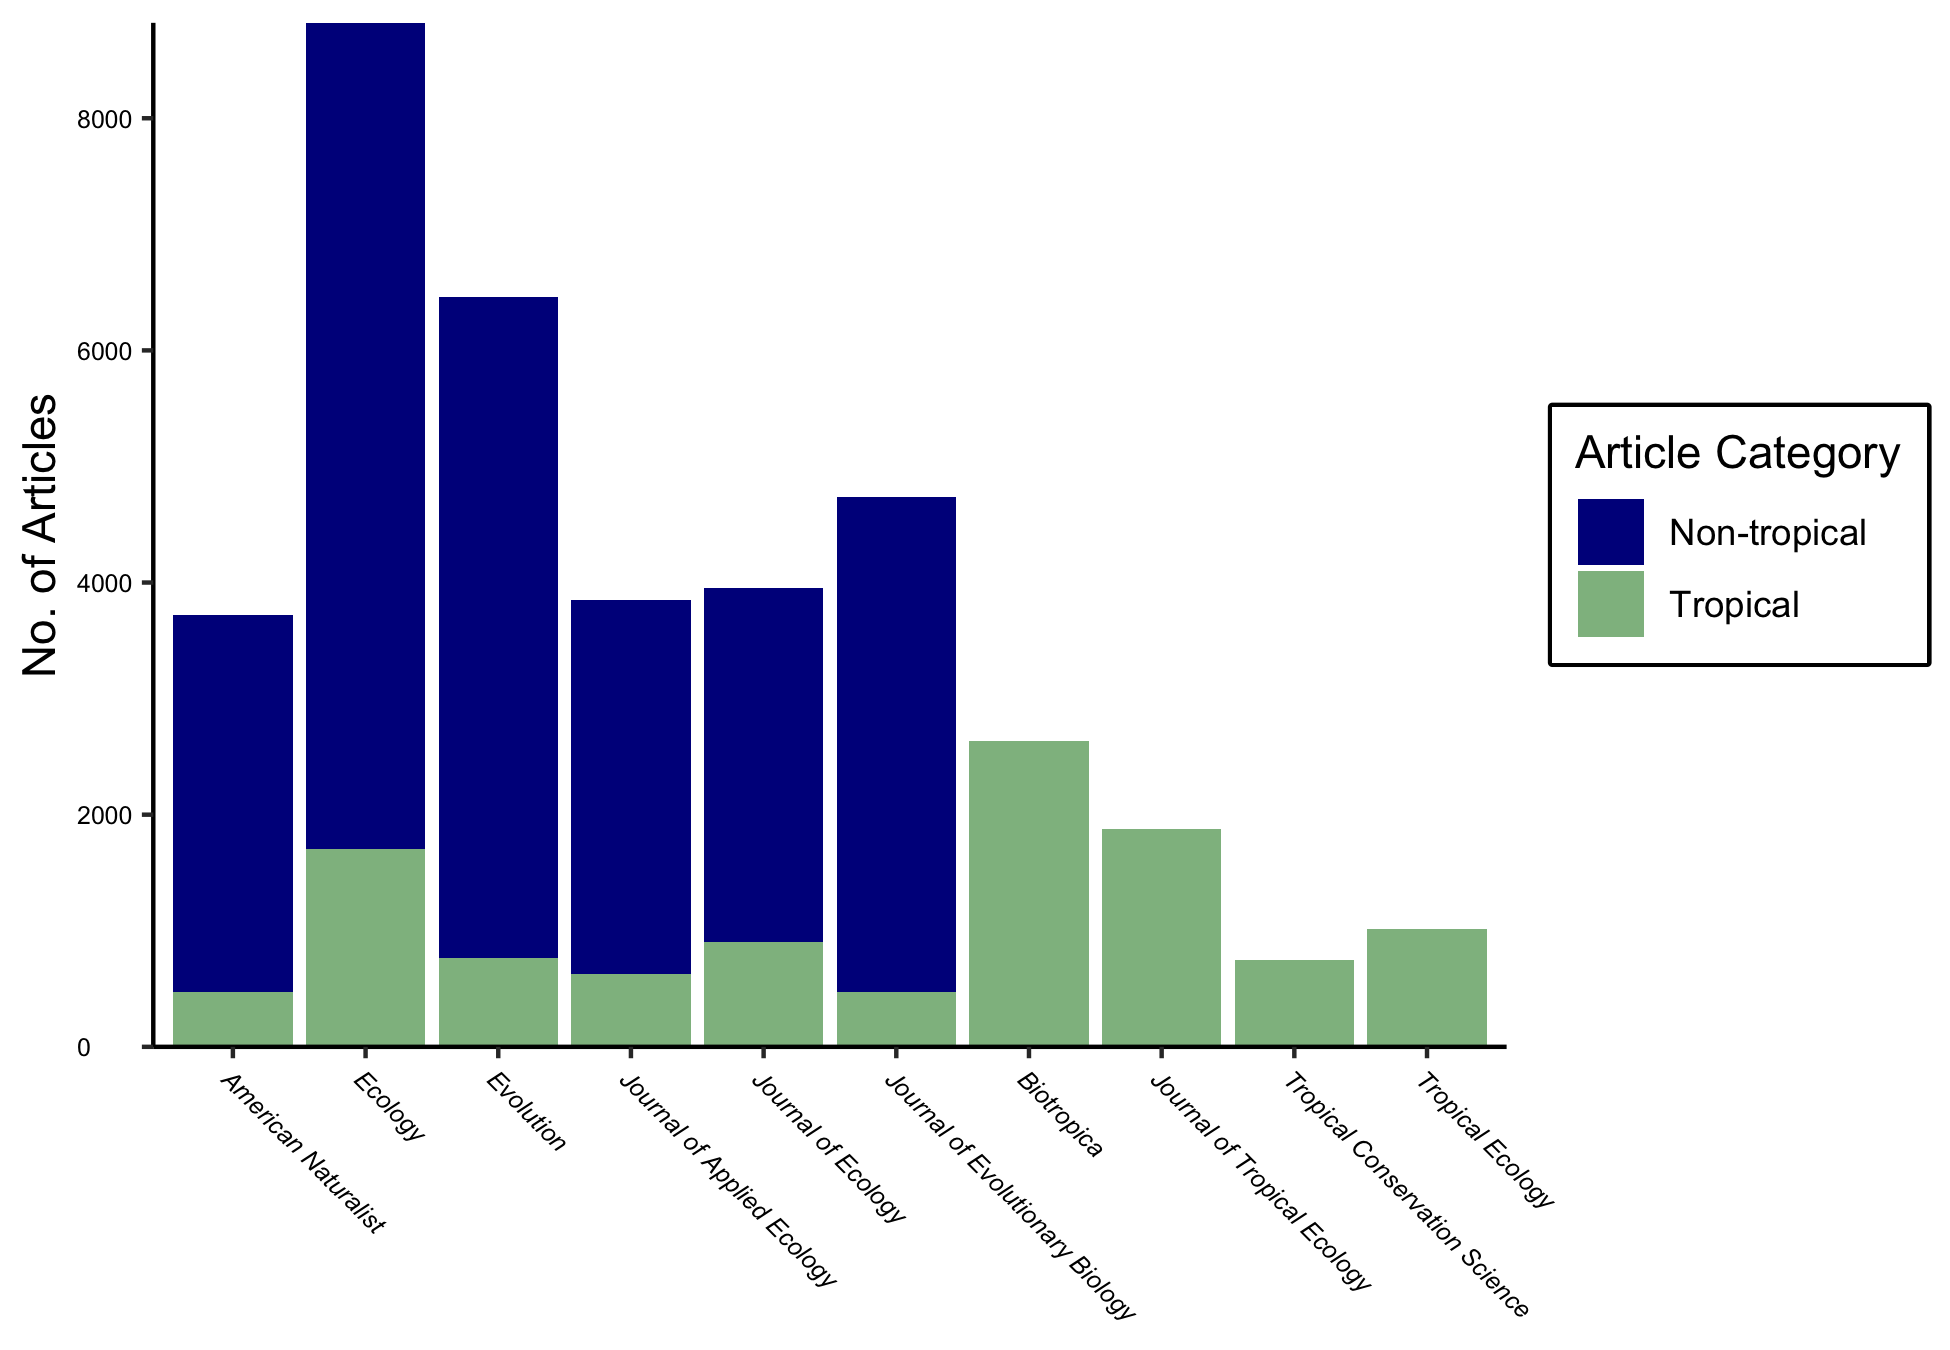 No. of Articles
8000
6000
4000
2000
0
American Naturalist
Ecology
Evolution
Journal of Applied Ecology
Journal of Ecology
Journal of Evolutionary Biology
Biotropica
Journal of Tropical Ecology
Tropical Conservation Science
Tropical Ecology
Article Category
Non-tropical
Tropical